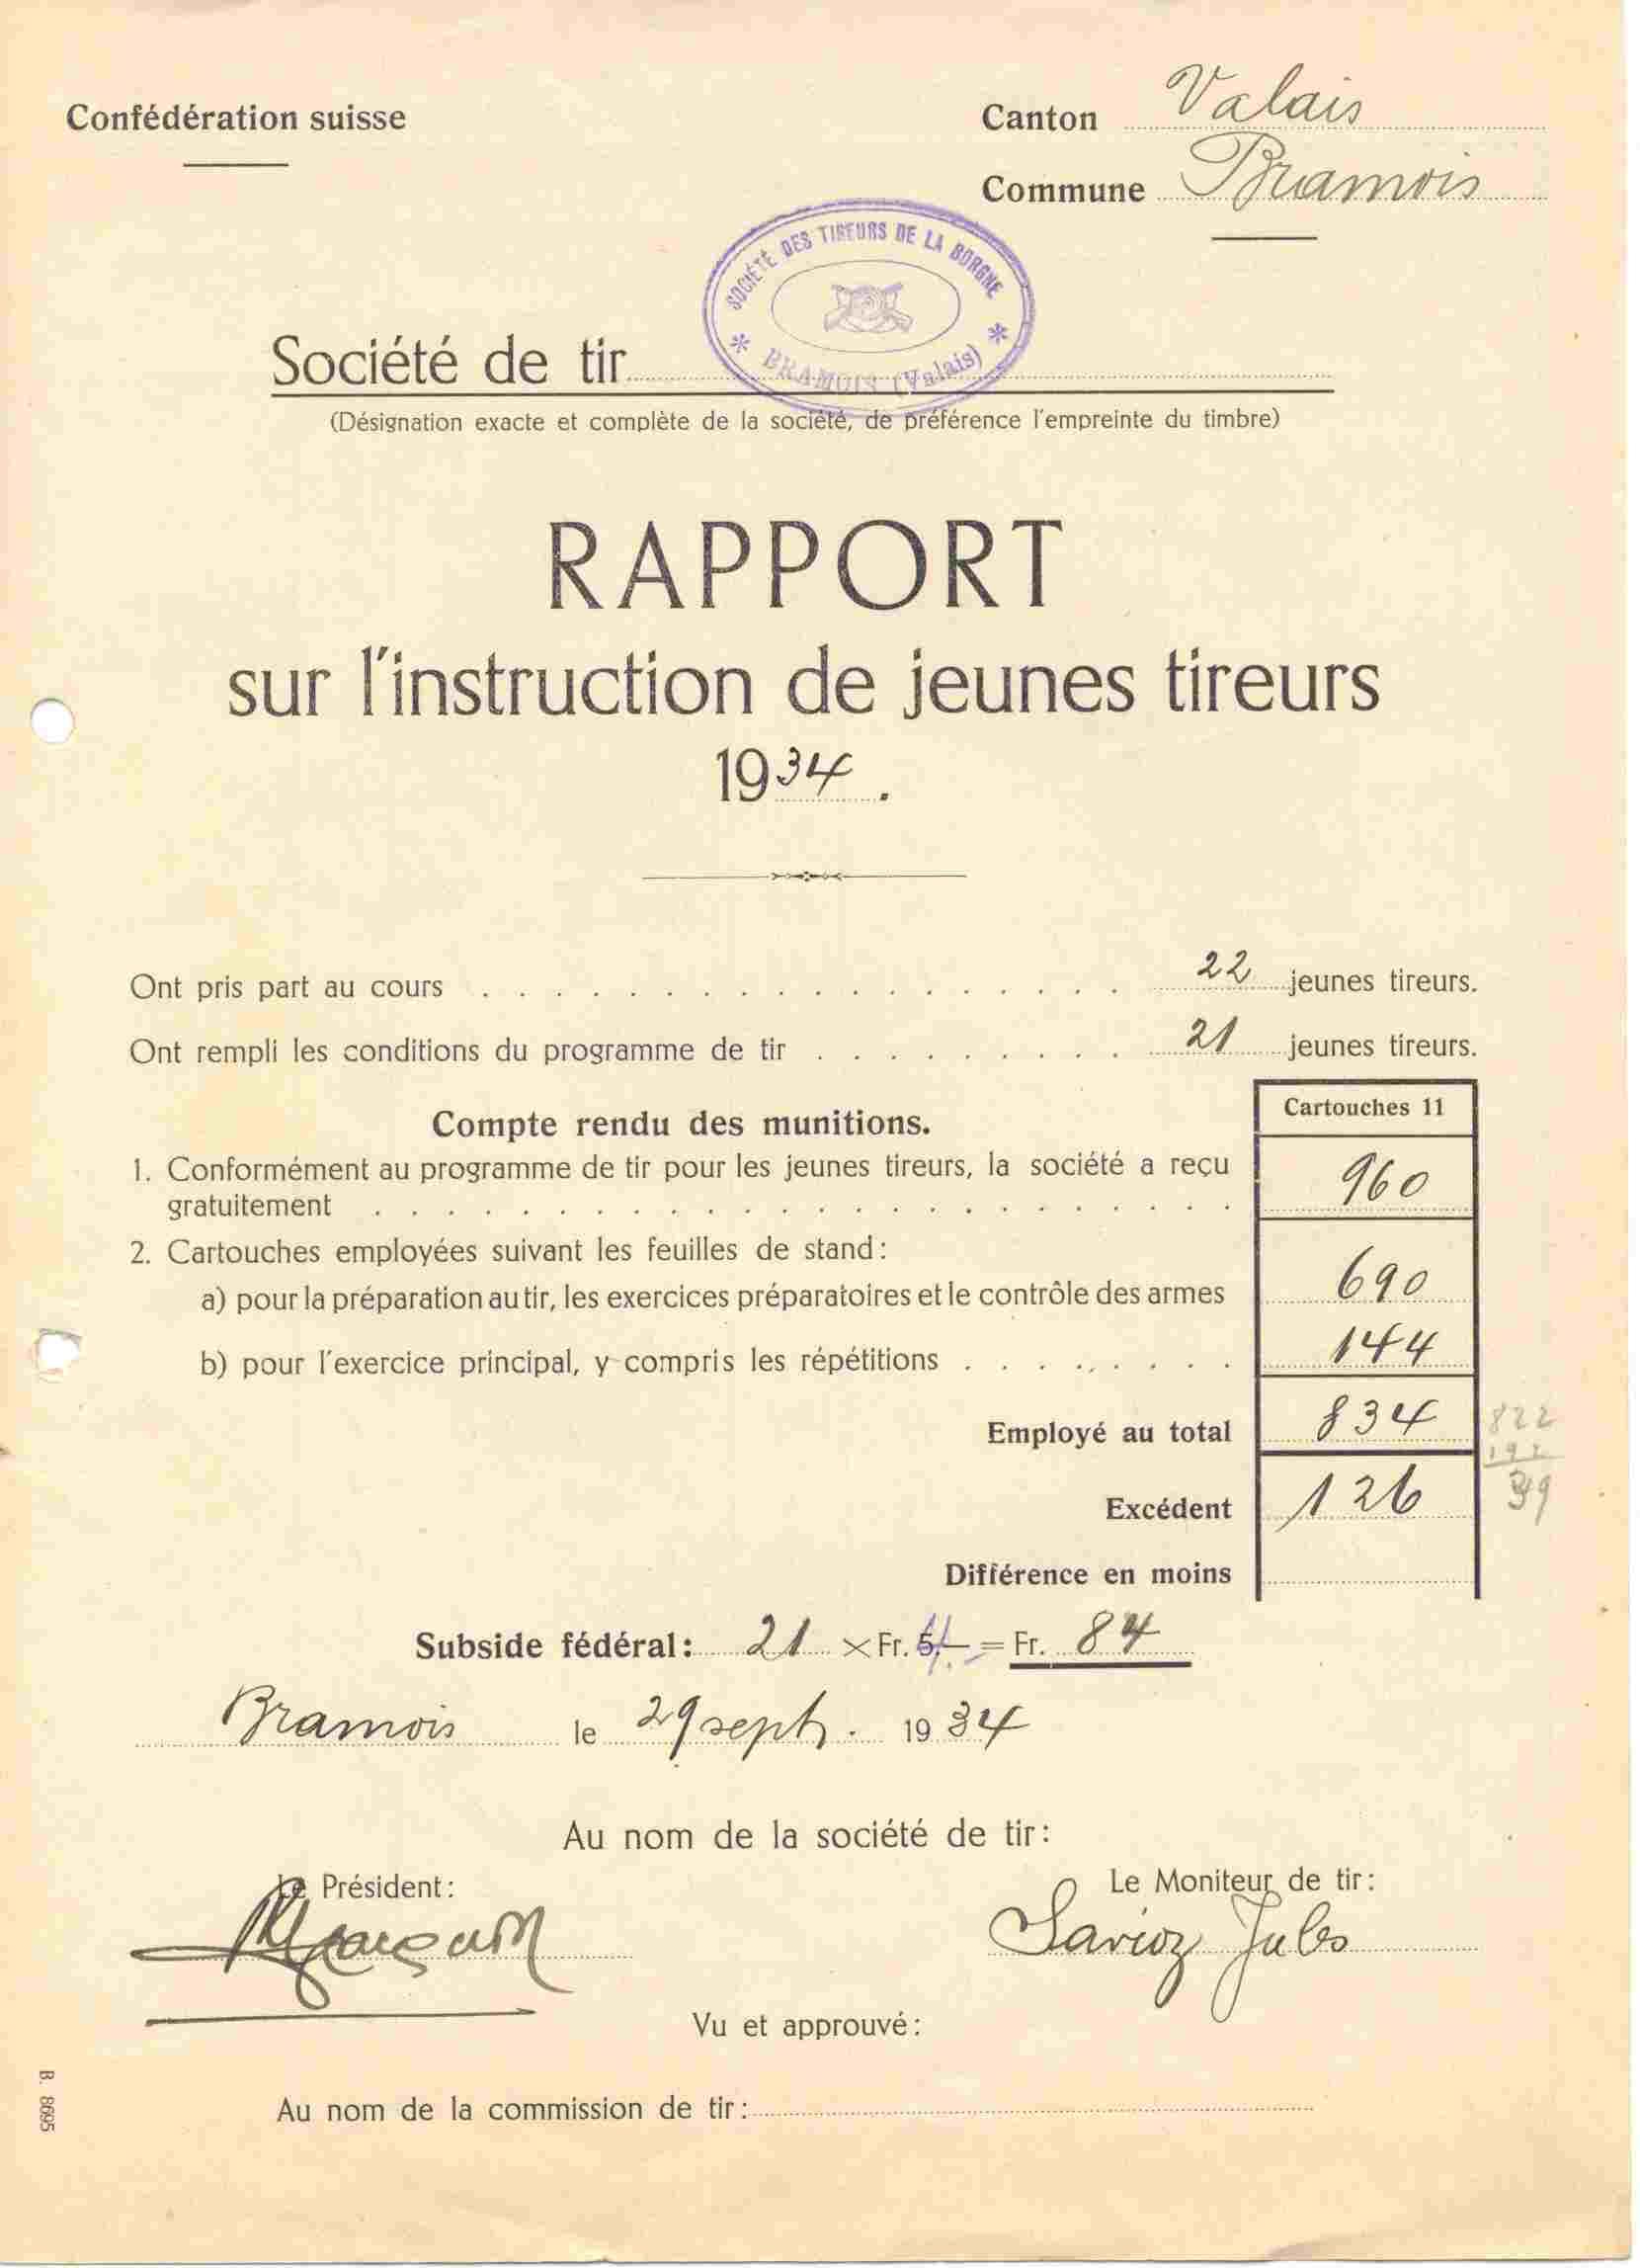 Confédération suisse
Canton Valais
Commune Bramois
SOCIÉTÉ DES TIREURS DE LA BORGNE
* BRAMOIS (Valais) *
Société de tir
(Désignation exacte et complète de la société, de préférence l'empreinte du timbre)
RAPPORT
sur l'instruction de jeunes tireurs
1934.
Ont pris part au cours . . . . . . . . . . . . . . . . . . 22 jeunes tireurs.
Ont rempli les conditions du programme de tir . . . . . . . . . 21 jeunes tireurs.
Cartouches 11
Compte rendu des munitions.
1. Conformément au programme de tir pour les jeunes tireurs, la société a reçu
gratuitement . . . . . . . . . . . . . . . . . . . . . . . . 960
2. Cartouches employées suivant les feuilles de stand:
a) pour la préparation au tir, les exercices préparatoires et le contrôle des armes 690
b) pour l'exercice principal, y compris les répétitions . . . . . . . . 144
Employé au total 834 822
192
Excédent 126
Différence en moins
Subside fédéral: 21 × Fr. 4.— = Fr. 84
Bramois le 29 sept. 1934
Au nom de la société de tir:
Le Président:
Le Moniteur de tir:
Savioz Jules
Vu et approuvé:
Au nom de la commission de tir:
B. 8695